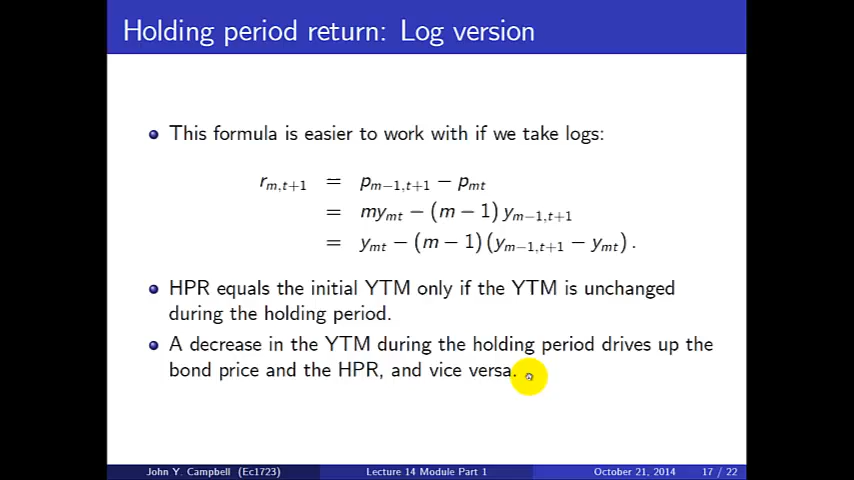 Holding period return: Log version
This formula is easier to work with if we take logs:
r_{m,t+1} = p_{m−1,t+1} − p_{mt}
= my_{mt} − (m − 1) y_{m−1,t+1}
= y_{mt} − (m − 1) (y_{m−1,t+1} − y_{mt}) .
HPR equals the initial YTM only if the YTM is unchanged
during the holding period.
A decrease in the YTM during the holding period drives up the
bond price and the HPR, and vice versa.
John Y. Campbell (Ec1723) Lecture 14 Module Part 1 October 21, 2014 17 / 22